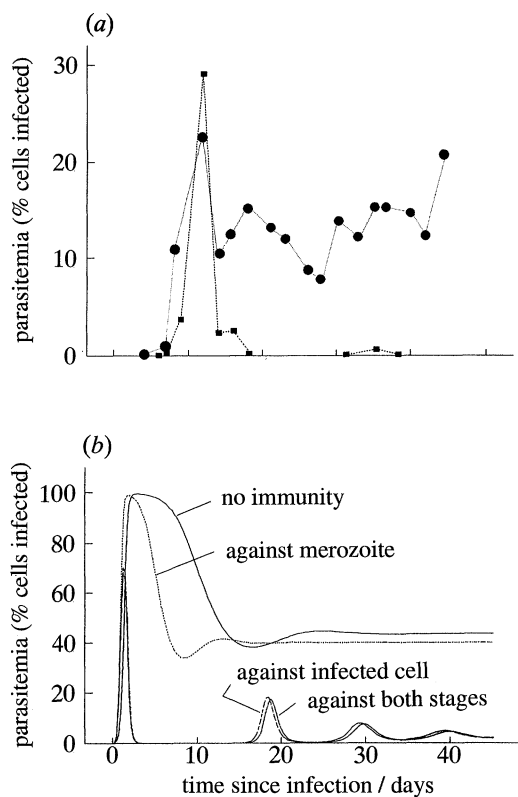 (a)
parasitemia (% cells infected)
30
20
10
0
(b)
parasitemia (% cells infected)
100
80
60
40
20
0
no immunity
against merozoite
against infected cell
against both stages
0 10 20 30 40
time since infection / days